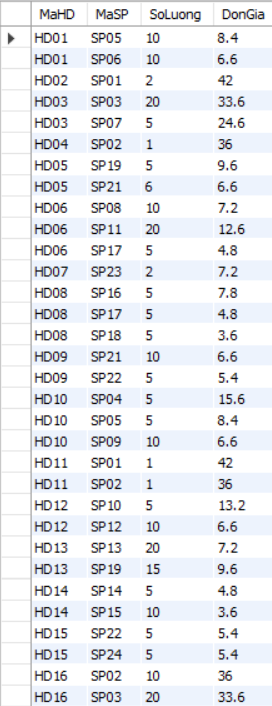 MaHD MaSP SoLuong DonGia
HD01 SP05 10 8.4
HD01 SP06 10 6.6
HD02 SP01 2 42
HD03 SP03 20 33.6
HD03 SP07 5 24.6
HD04 SP02 1 36
HD05 SP19 5 9.6
HD05 SP21 6 6.6
HD06 SP08 10 7.2
HD06 SP11 20 12.6
HD06 SP17 5 4.8
HD07 SP23 2 7.2
HD08 SP16 5 7.8
HD08 SP17 5 4.8
HD08 SP18 5 3.6
HD09 SP21 10 6.6
HD09 SP22 5 5.4
HD10 SP04 5 15.6
HD10 SP05 5 8.4
HD10 SP09 10 6.6
HD11 SP01 1 42
HD11 SP02 1 36
HD12 SP10 5 13.2
HD12 SP12 10 6.6
HD13 SP13 20 7.2
HD13 SP19 15 9.6
HD14 SP14 5 4.8
HD14 SP15 10 3.6
HD15 SP22 5 5.4
HD15 SP24 5 5.4
HD16 SP02 10 36
HD16 SP03 20 33.6